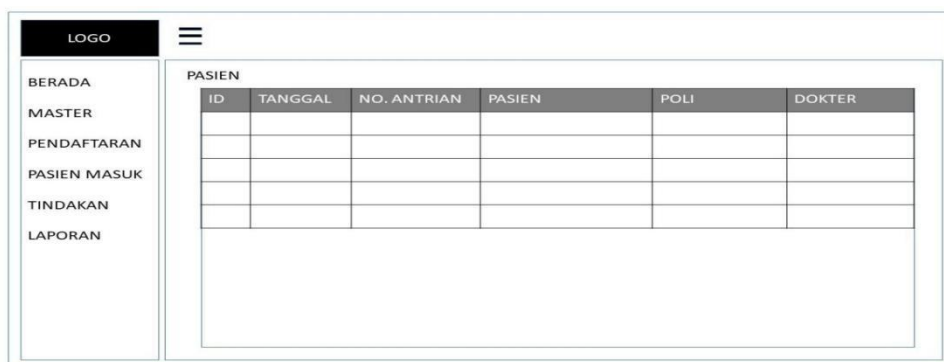 LOGO
BERADA
MASTER
PENDAFTARAN
PASIEN MASUK
TINDAKAN
LAPORAN
PASIEN
ID TANGGAL NO. ANTRIAN PASIEN POLI DOKTER